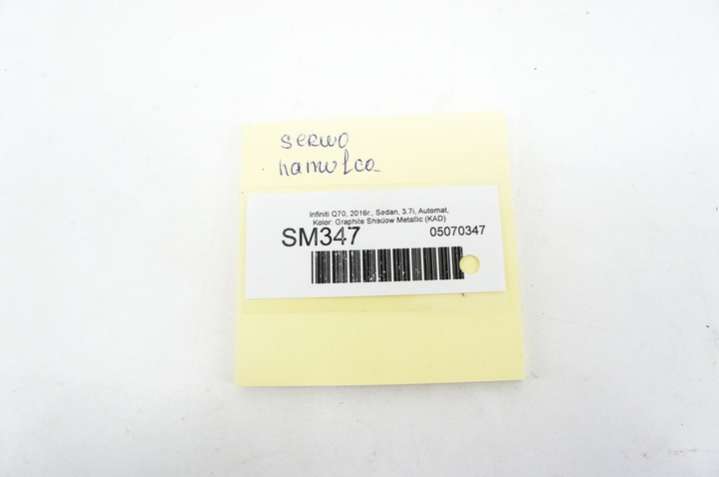 serwo
hamulca
Infiniti Q70, 2016r., Sedan, 3.7i, Automat,
Kolor: Graphite Shadow Metallic (KAD)
SM347 05070347